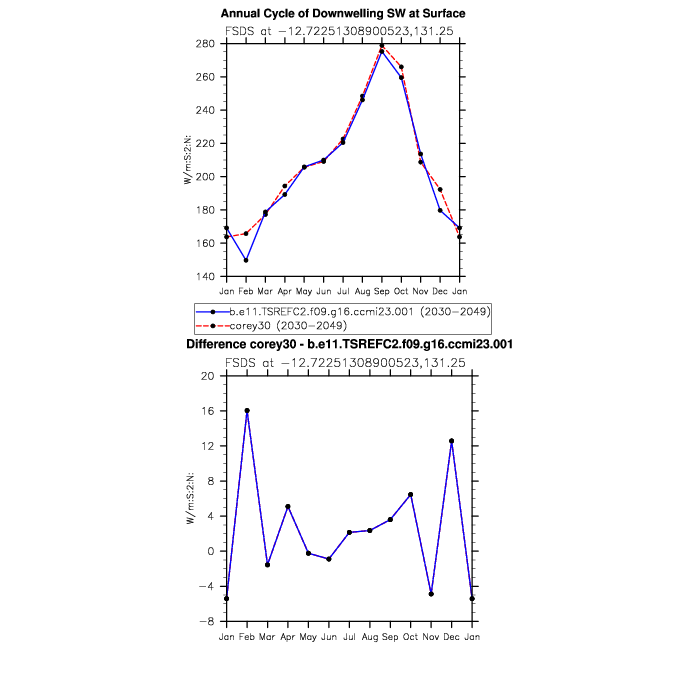 Annual Cycle of Downwelling SW at Surface
FSDS at −12.72251308900523,131.25
280
260
240
220
200
180
160
140
W/m:S:2:N:
Jan Feb Mar Apr May Jun Jul Aug Sep Oct Nov Dec Jan
b.e11.TSREFC2.f09.g16.ccmi23.001 (2030−2049)
corey30 (2030−2049)
Difference corey30 - b.e11.TSREFC2.f09.g16.ccmi23.001
FSDS at −12.72251308900523,131.25
20
16
12
8
4
0
−4
−8
W/m:S:2:N:
Jan Feb Mar Apr May Jun Jul Aug Sep Oct Nov Dec Jan